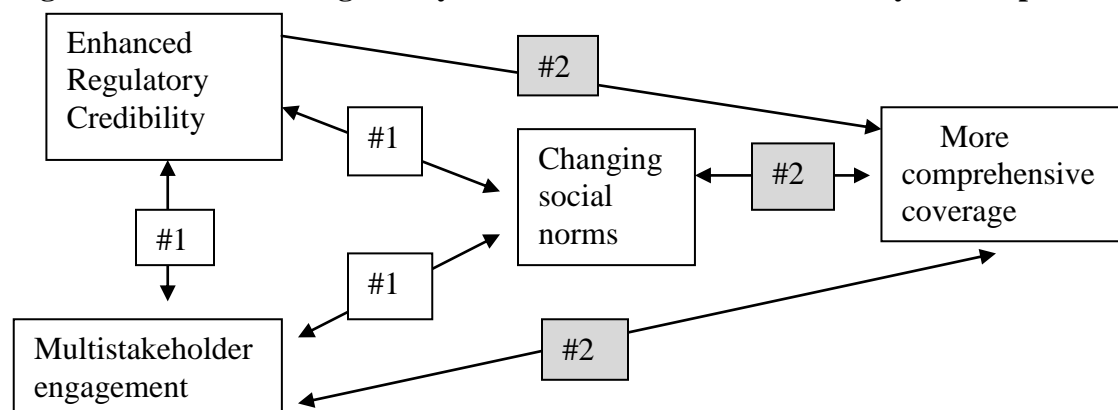 Enhanced
Regulatory
Credibility
#2
#1
Changing
social
norms
#2
More
comprehensive
coverage
#1
#1
#2
Multistakeholder
engagement